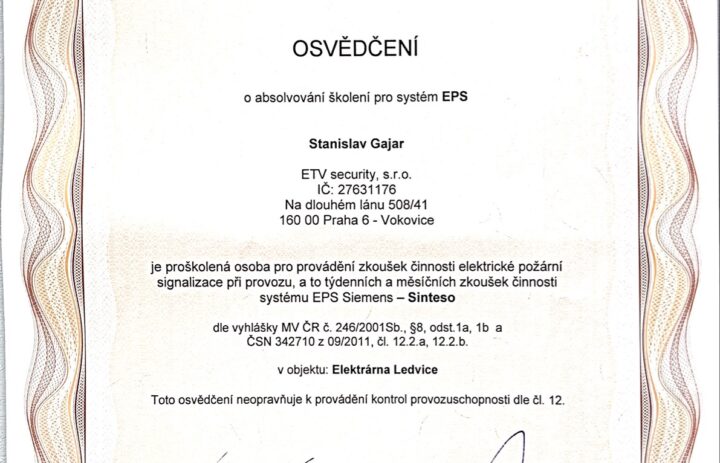 OSVĚDČENÍ
o absolvování školení pro systém EPS
Stanislav Gajar
ETV security, s.r.o.
IČ: 27631176
Na dlouhém lánu 508/41
160 00 Praha 6 - Vokovice
je proškolená osoba pro provádění zkoušek činnosti elektrické požární
signalizace při provozu, a to týdenních a měsíčních zkoušek činnosti
systému EPS Siemens – Sinteso
dle vyhlášky MV ČR č. 246/2001Sb., §8, odst.1a, 1b a
ČSN 342710 z 09/2011, čl. 12.2.a, 12.2.b.
v objektu: Elektrárna Ledvice
Toto osvědčení neopravňuje k provádění kontrol provozuschopnosti dle čl. 12.